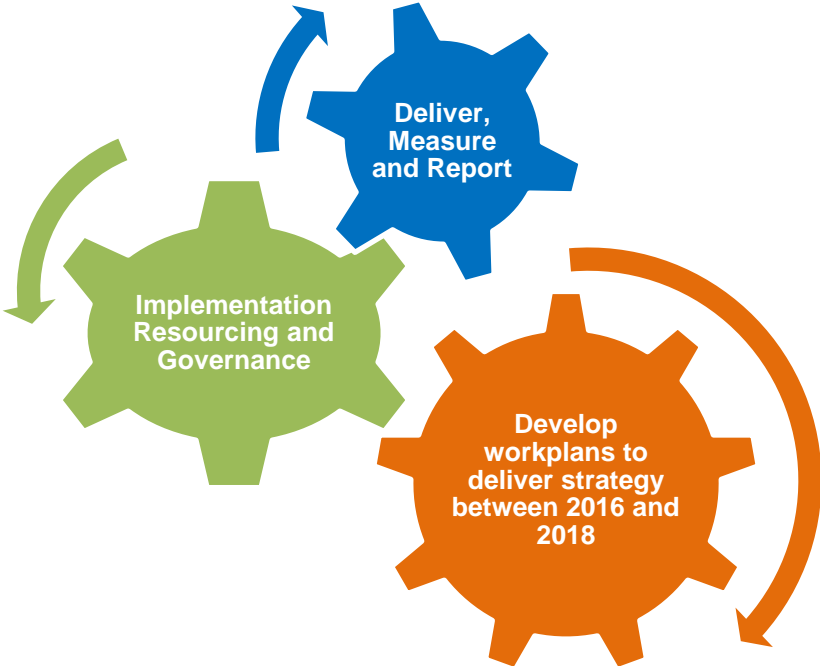 Deliver,
Measure
and Report
Implementation
Resourcing and
Governance
Develop
workplans to
deliver strategy
between 2016 and
2018